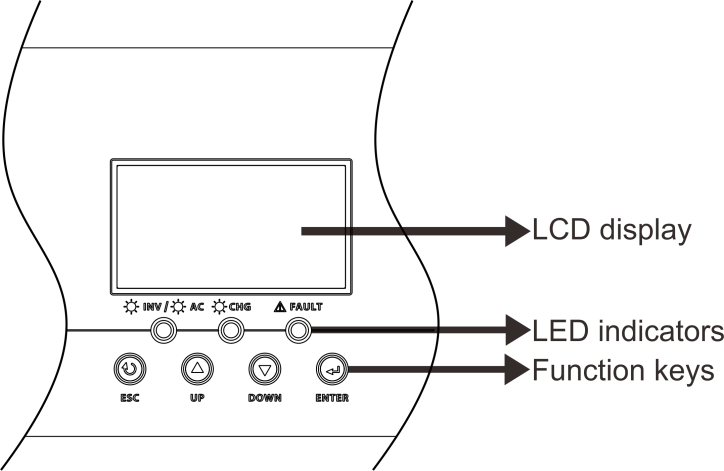 LCD display
INV / AC CHG FAULT
LED indicators
Function keys
ESC UP DOWN ENTER